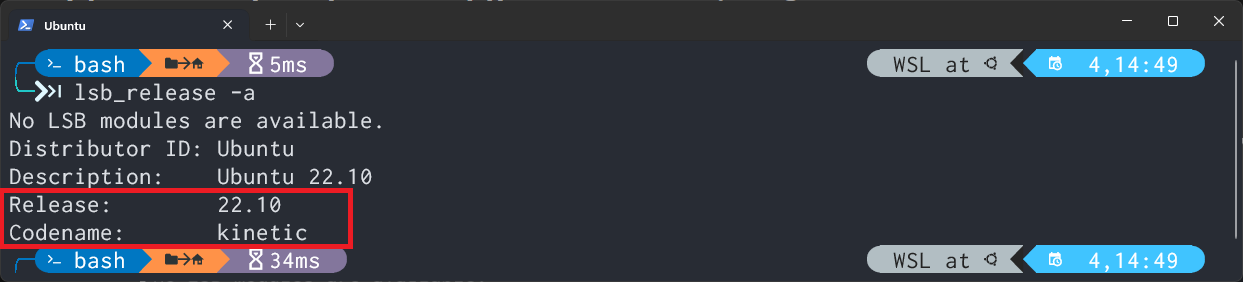 Ubuntu
bash 5ms WSL at 4,14:49
lsb_release -a
No LSB modules are available.
Distributor ID: Ubuntu
Description: Ubuntu 22.10
Release: 22.10
Codename: kinetic
bash 34ms WSL at 4,14:49